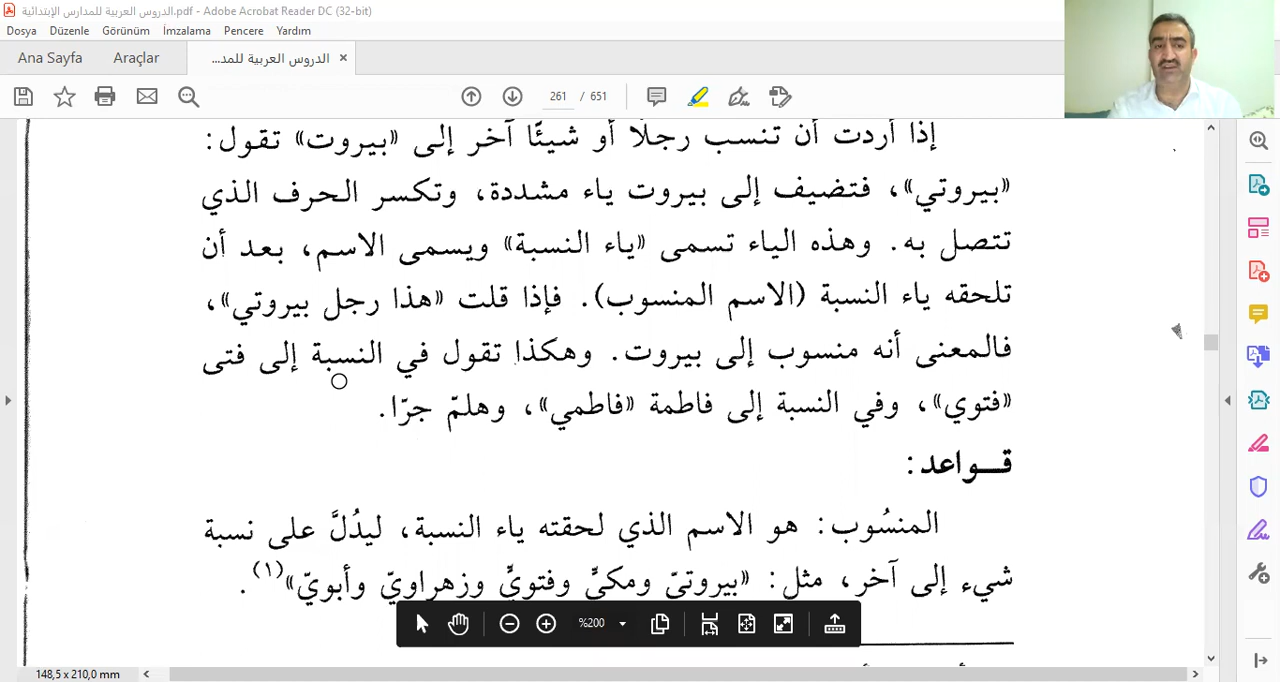 الدروس العربية للمدارس الإبتدائية.pdf - Adobe Acrobat Reader DC (32-bit)
Dosya Düzenle Görünüm İmzalama Pencere Yardım
Ana Sayfa Araçlar الدروس العربية للمد...
261 / 651
إذا أردت أن تنسب رجلًا أو شيئًا آخر إلى «بيروت» تقول:
«بيروتي»، فتضيف إلى بيروت ياء مشددة، وتكسر الحرف الذي
تتصل به. وهذه الياء تسمى «ياء النسبة» ويسمى الاسم، بعد أن
تلحقه ياء النسبة (الاسم المنسوب). فإذا قلت «هذا رجل بيروتي»،
فالمعنى أنه منسوب إلى بيروت. وهكذا تقول في النسبة إلى فتى
«فتوي»، وفي النسبة إلى فاطمة «فاطمي»، وهلمّ جرّا.
قـواعد:
المنسُوب: هو الاسم الذي لحقته ياء النسبة، ليدُلَّ على نسبة
شيء إلى آخر، مثل: «بيروتيّ ومكيٍّ وفتويٍّ وزهراويّ وأبويّ»(١).
%200
148,5 x 210,0 mm